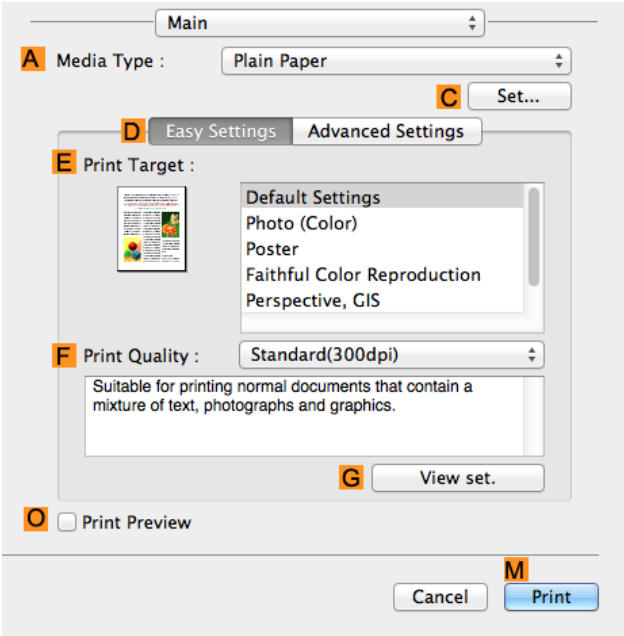 Main
A Media Type : Plain Paper
C Set...
D Easy Settings Advanced Settings
E Print Target :
Default Settings
Photo (Color)
Poster
Faithful Color Reproduction
Perspective, GIS
F Print Quality : Standard(300dpi)
Suitable for printing normal documents that contain a
mixture of text, photographs and graphics.
G View set.
O Print Preview
M
Cancel Print